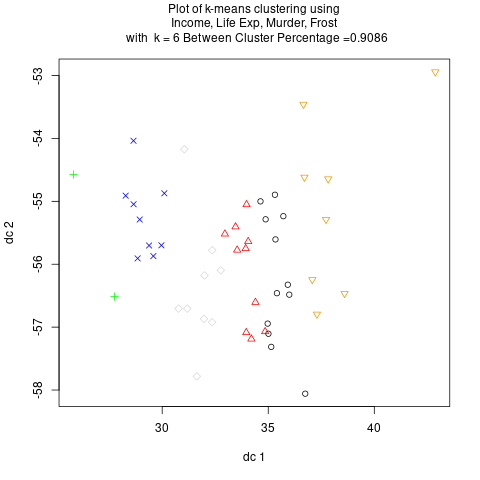 Plot of k-means clustering using
Income, Life Exp, Murder, Frost
with  k = 6 Between Cluster Percentage =0.9086
-53
-54
-55
-56
-57
-58
dc 2
30
35
40
dc 1